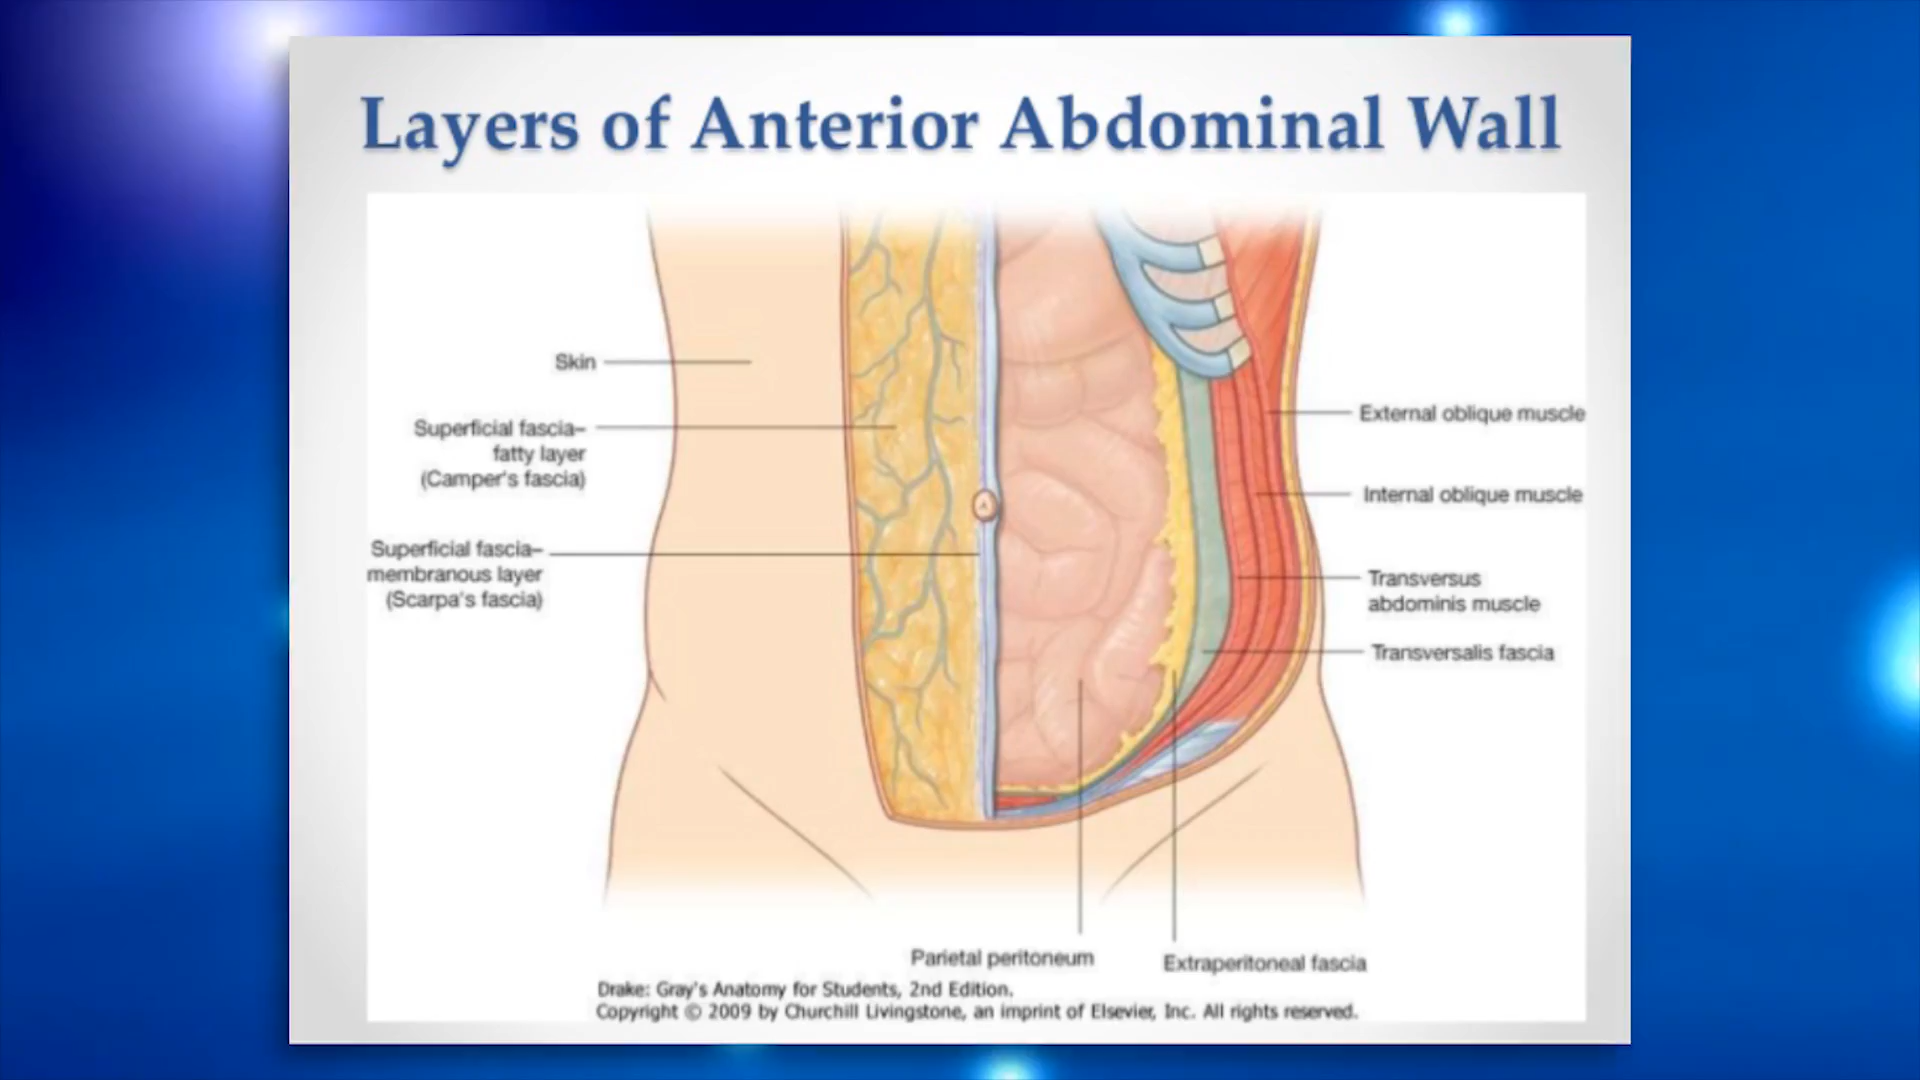 Layers of Anterior Abdominal Wall
Skin
Superficial fascia–
fatty layer
(Camper's fascia)
Superficial fascia–
membranous layer
(Scarpa's fascia)
External oblique muscle
Internal oblique muscle
Transversus
abdominis muscle
Transversalis fascia
Parietal peritoneum
Extraperitoneal fascia
Drake: Gray's Anatomy for Students, 2nd Edition.
Copyright © 2009 by Churchill Livingstone, an imprint of Elsevier, Inc. All rights reserved.